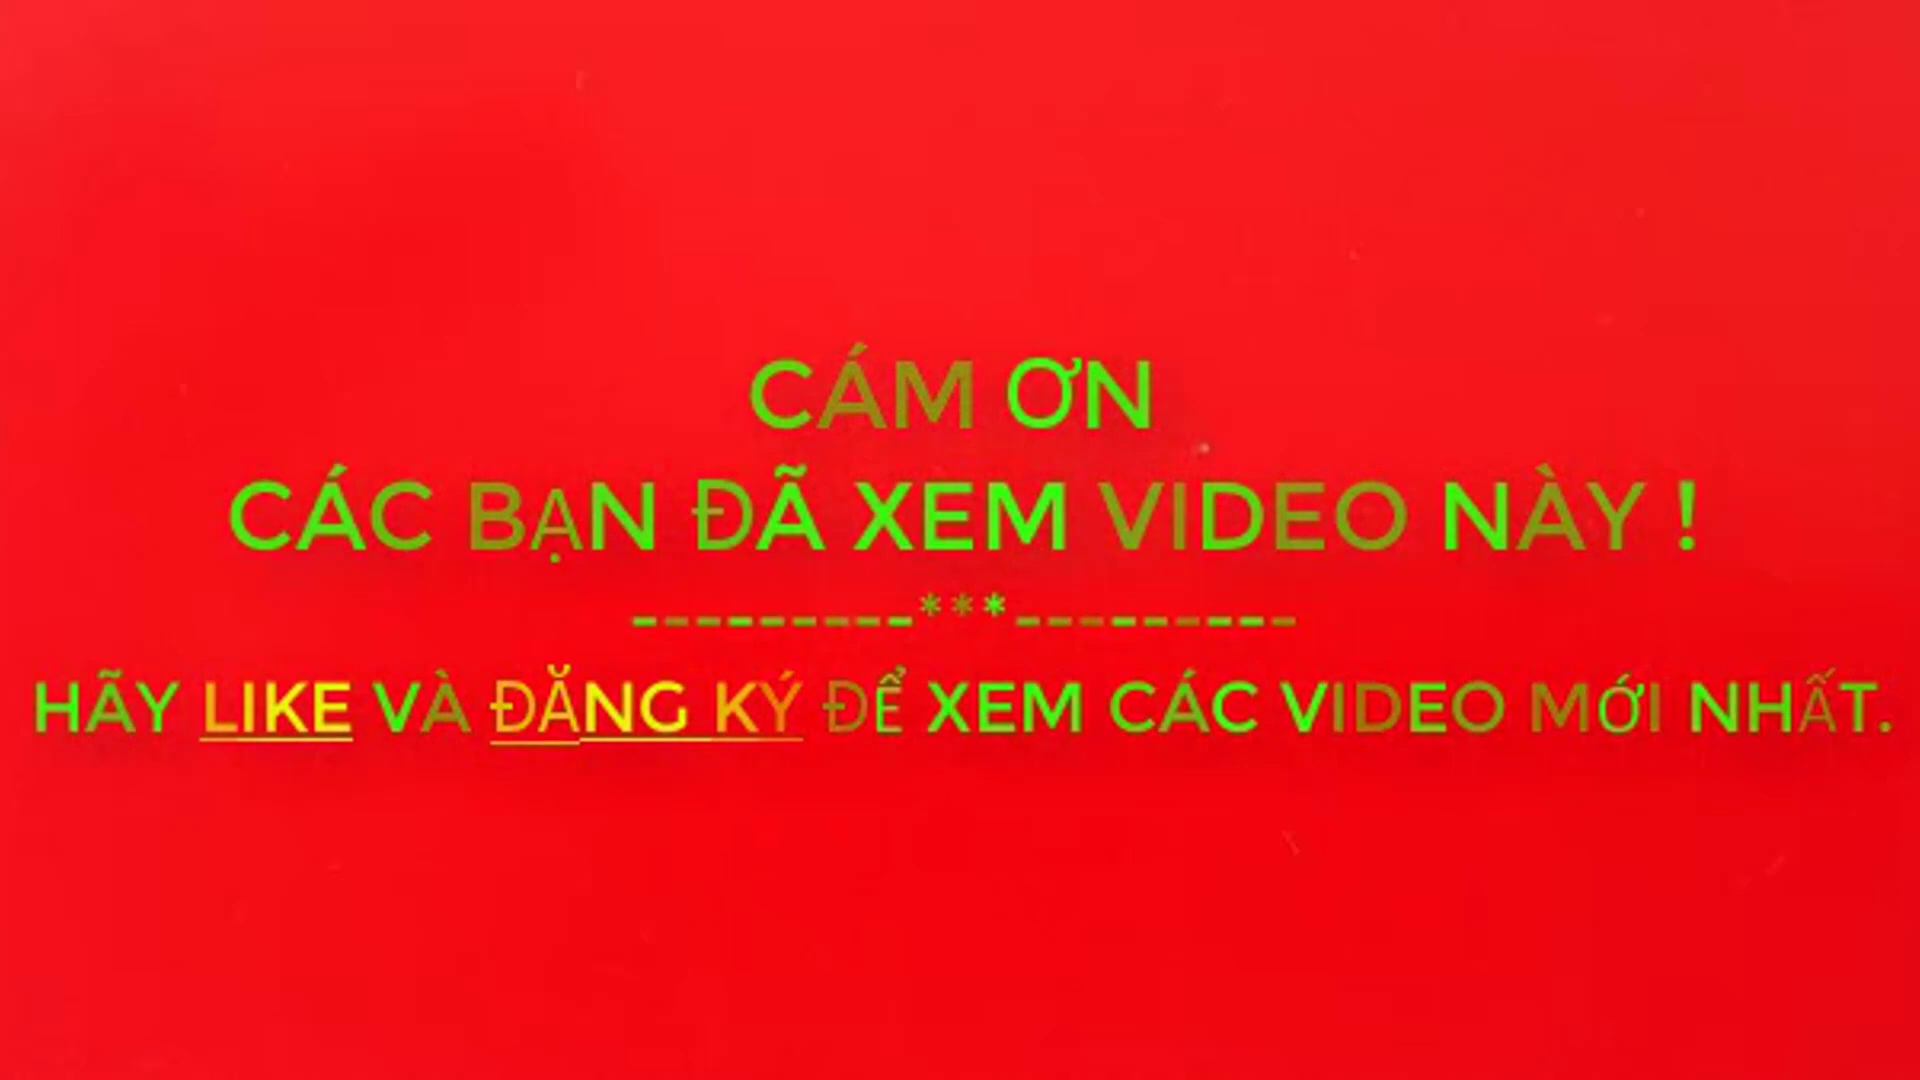 CÁM ƠN
CÁC BẠN ĐÃ XEM VIDEO NÀY !
---------***---------
HÃY LIKE VÀ ĐĂNG KÝ ĐỂ XEM CÁC VIDEO MỚI NHẤT.